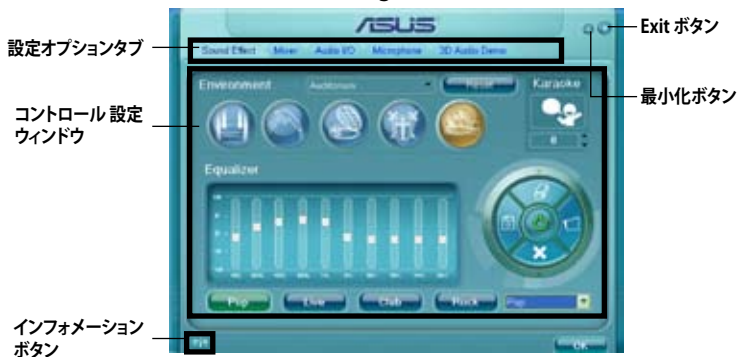 ASUS
Exit ボタン
設定オプションタブ
Sound Effect Mixer Audio I/O Microphone 3D Audio Demo
最小化ボタン
Environment Auditorium Reset Karaoke
コントロール 設定
ウィンドウ
0
Equalizer
Pop Live Club Rock Pop
インフォメーション
ボタン
OK